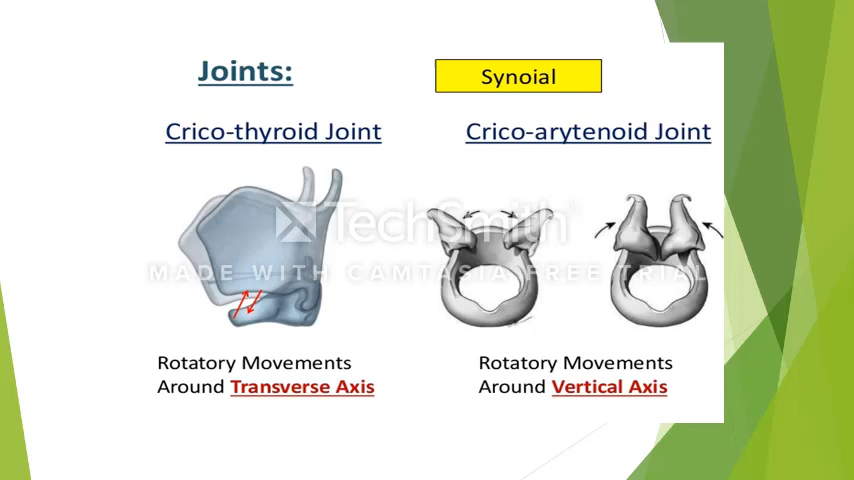 Joints:
Synoial
Crico-thyroid Joint
Crico-arytenoid Joint
TechSmith
MADE WITH CAMTASIA FREE TRIAL
Rotatory Movements
Around Transverse Axis
Rotatory Movements
Around Vertical Axis